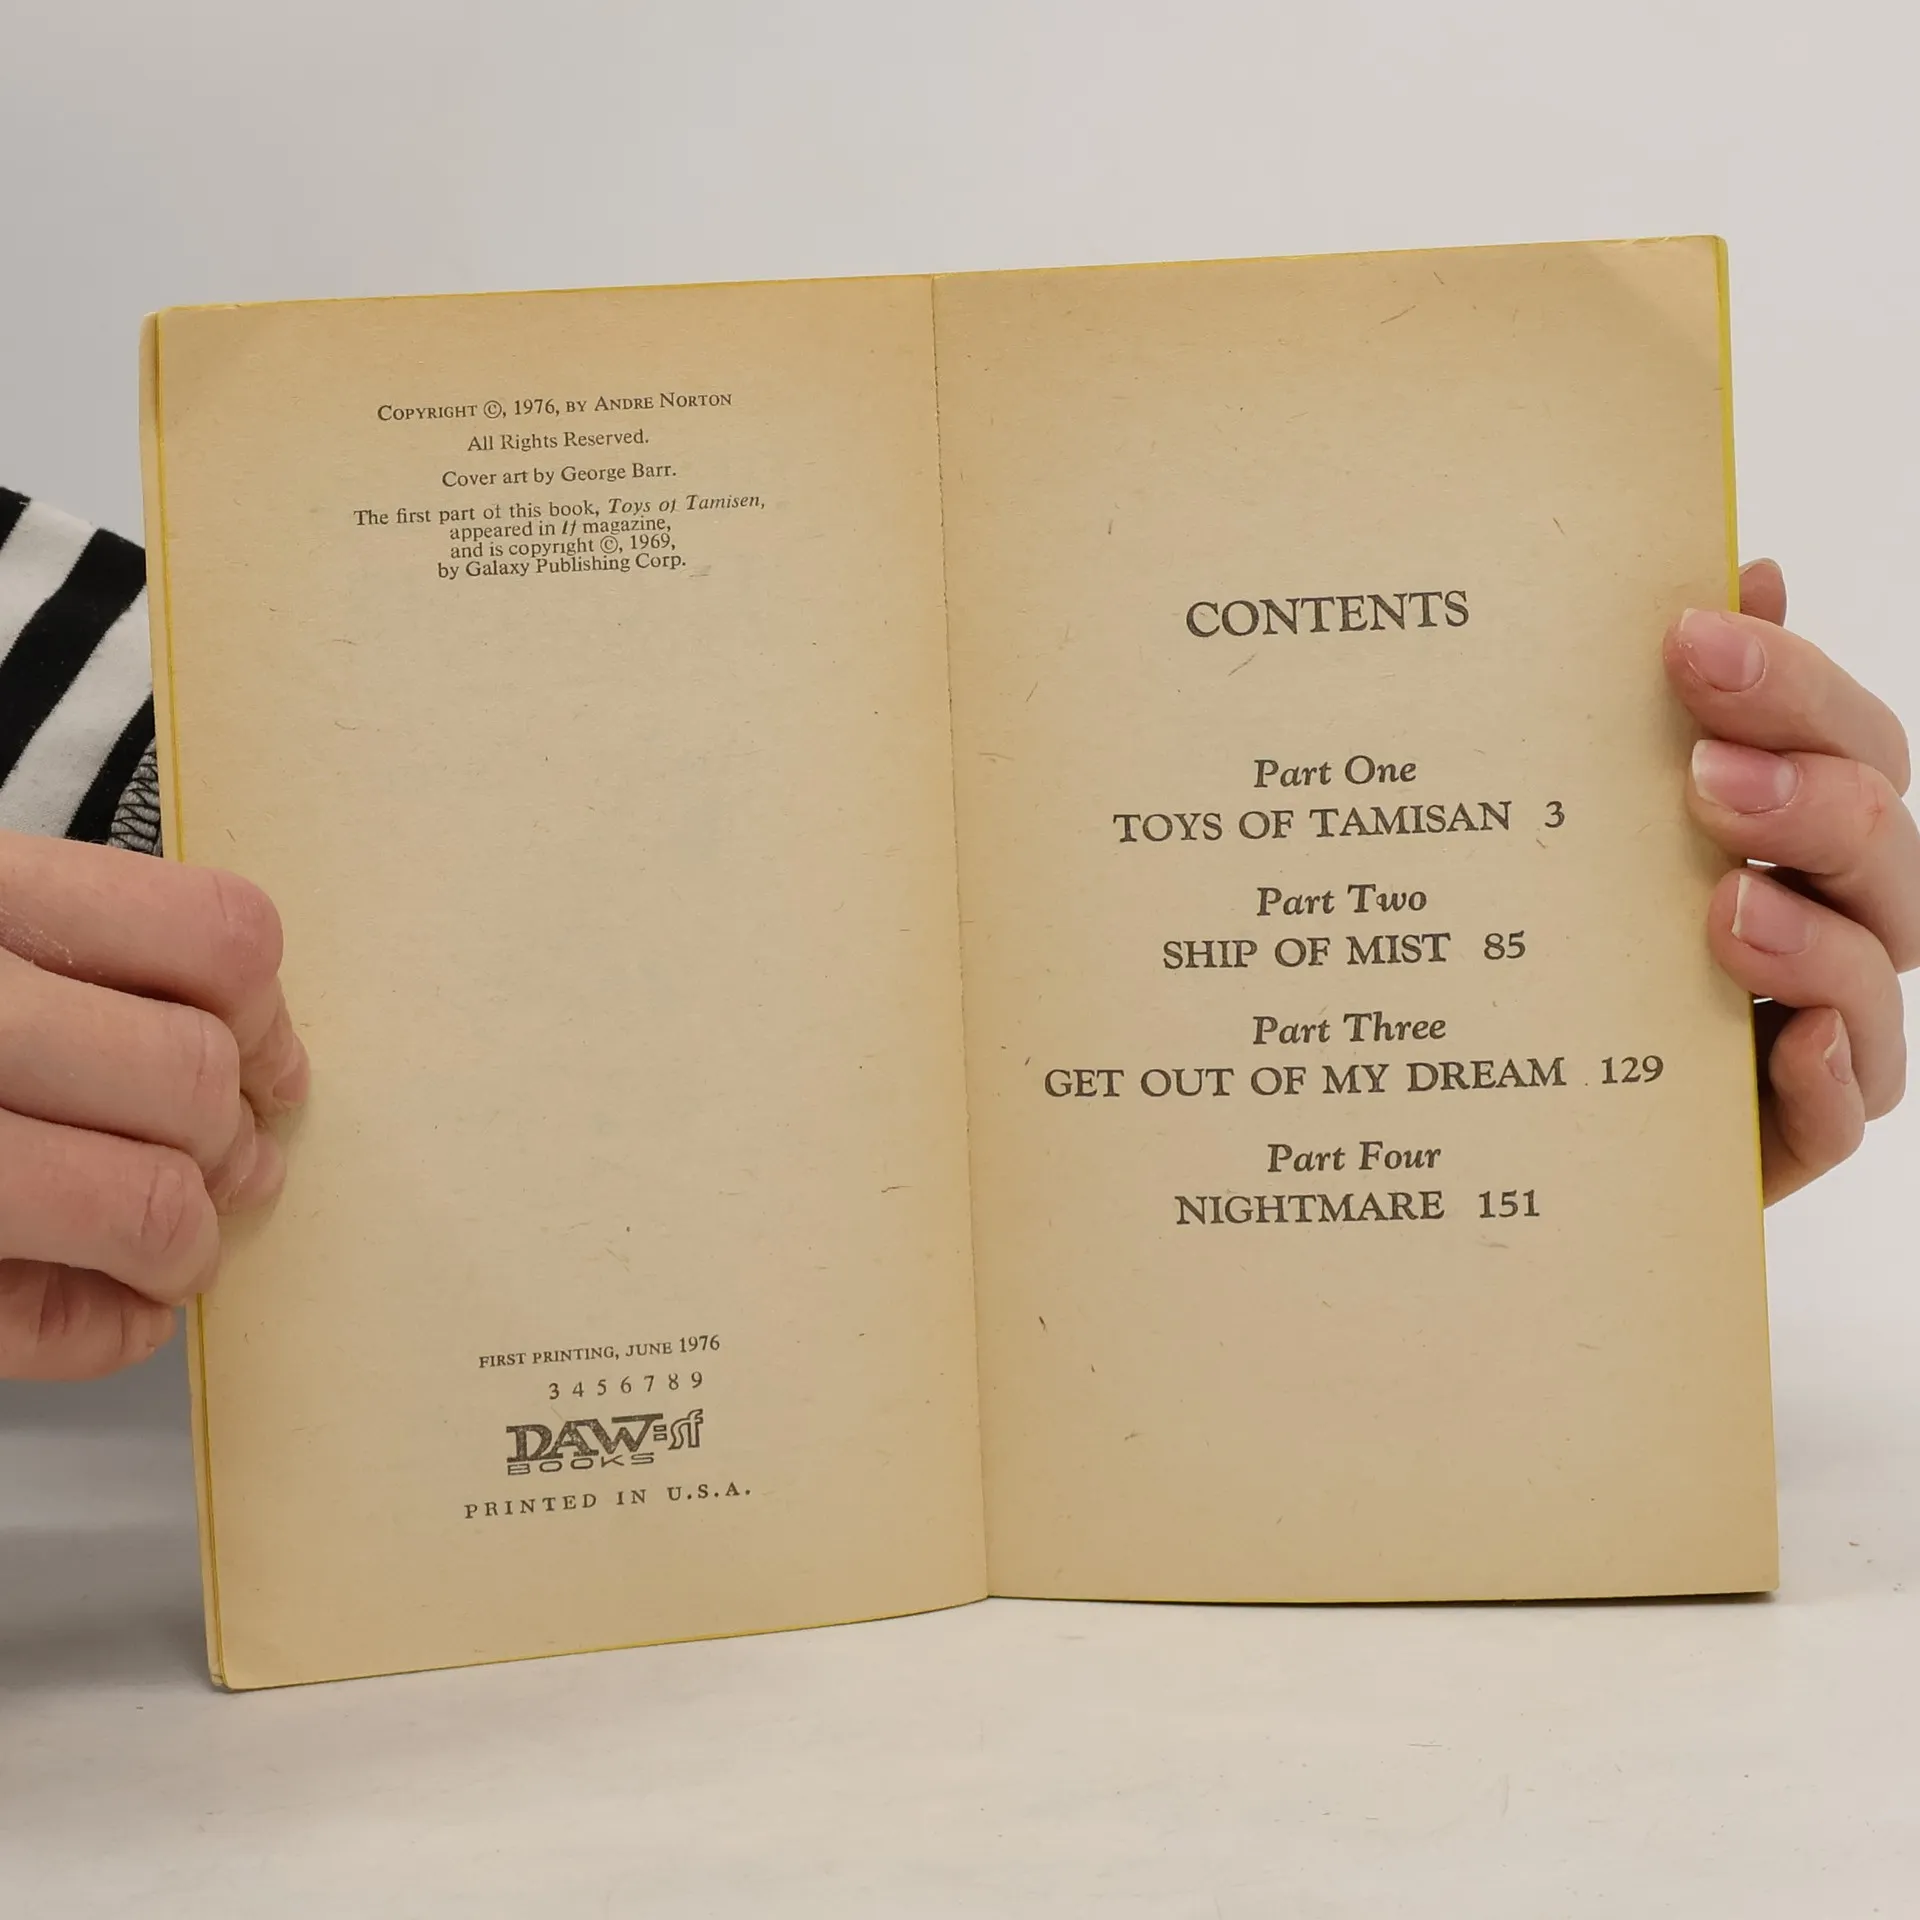 COPYRIGHT ©, 1976, BY ANDRE NORTON
All Rights Reserved.
Cover art by George Barr.
The first part of this book, Toys of Tamisen,
appeared in If magazine,
and is copyright ©, 1969,
by Galaxy Publishing Corp.
FIRST PRINTING, JUNE 1976
3 4 5 6 7 8 9
DAW=sf
BOOKS
PRINTED IN U.S.A.
CONTENTS
Part One
TOYS OF TAMISAN 3
Part Two
SHIP OF MIST 85
Part Three
GET OUT OF MY DREAM 129
Part Four
NIGHTMARE 151